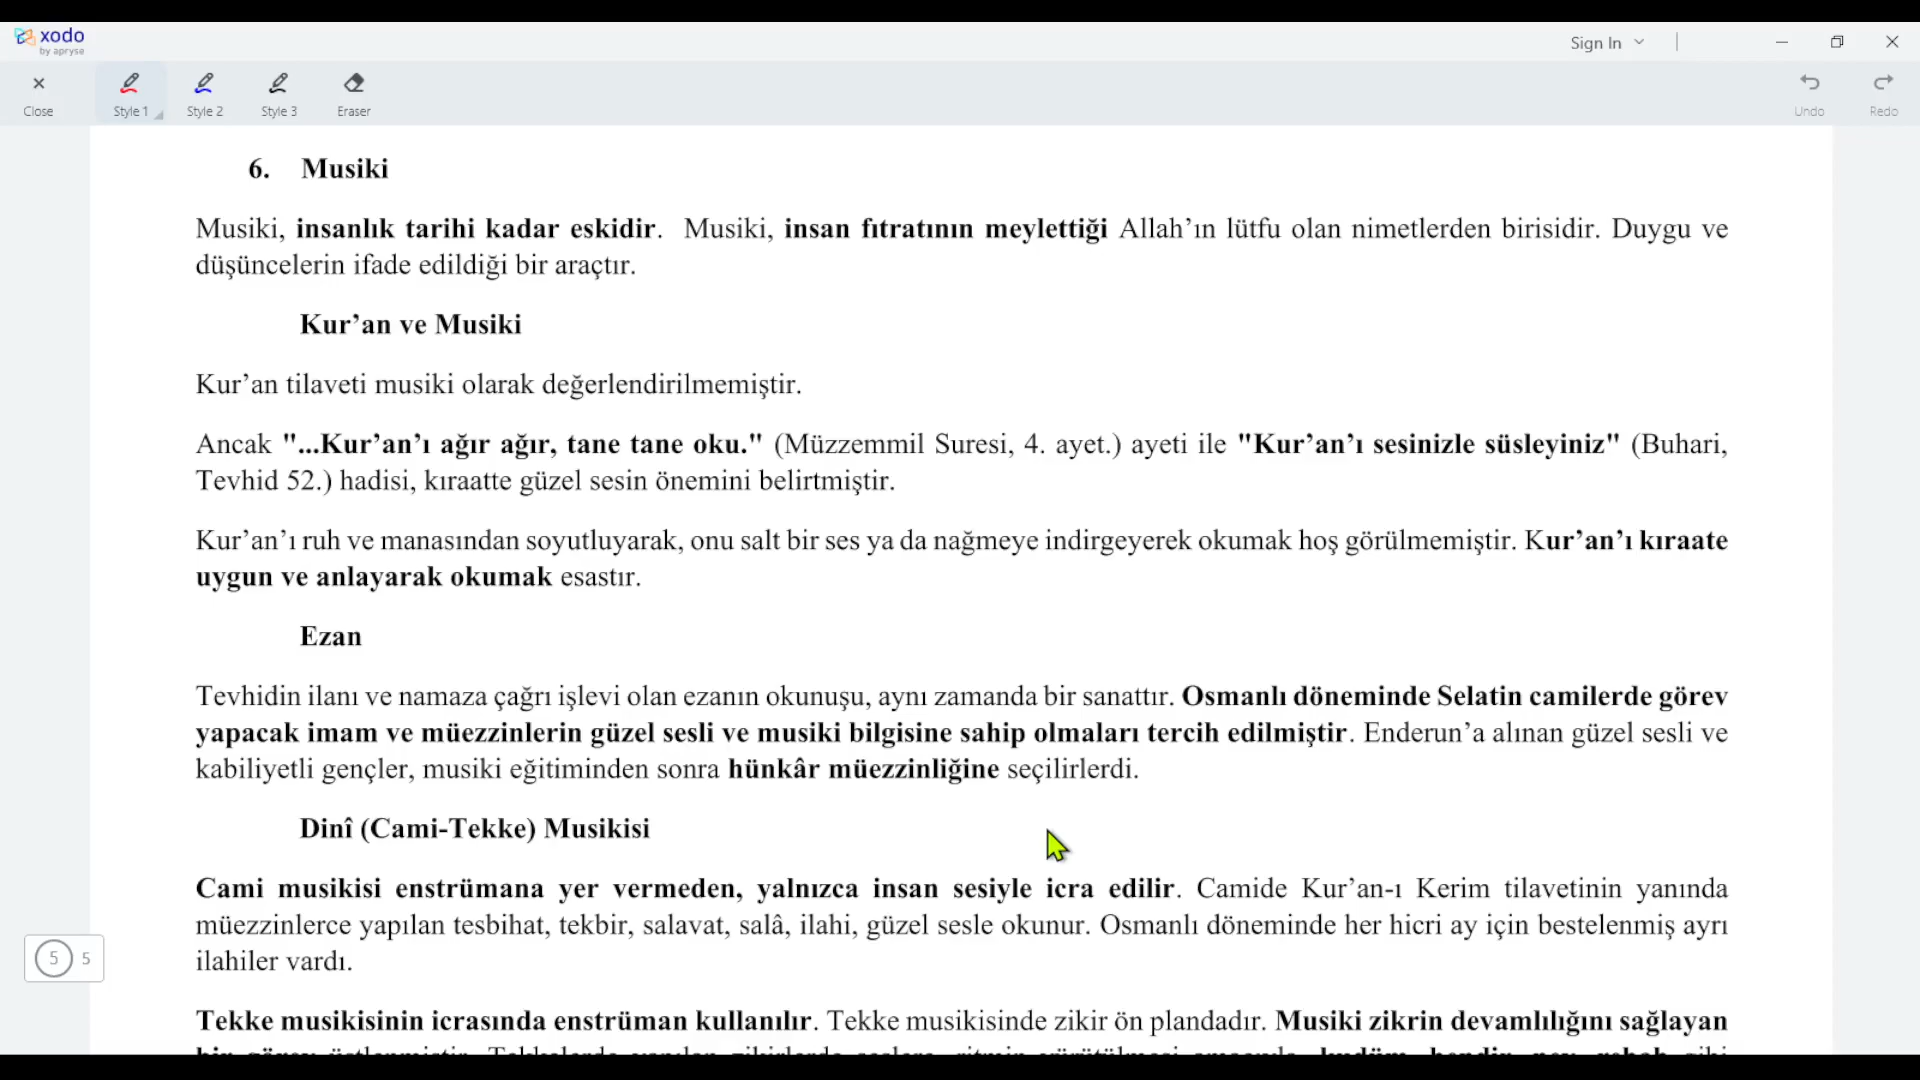 xodo
by apryse
Sign In
Close
Style 1
Style 2
Style 3
Eraser
Undo
Redo
6. Musiki
Musiki, insanlık tarihi kadar eskidir. Musiki, insan fıtratının meylettiği Allah’ın lütfu olan nimetlerden birisidir. Duygu ve
düşüncelerin ifade edildiği bir araçtır.
Kur’an ve Musiki
Kur’an tilaveti musiki olarak değerlendirilmemiştir.
Ancak "...Kur’an’ı ağır ağır, tane tane oku." (Müzzemmil Suresi, 4. ayet.) ayeti ile "Kur’an’ı sesinizle süsleyiniz" (Buhari,
Tevhid 52.) hadisi, kıraatte güzel sesin önemini belirtmiştir.
Kur’an’ı ruh ve manasından soyutluyarak, onu salt bir ses ya da nağmeye indirgeyerek okumak hoş görülmemiştir. Kur’an’ı kıraate
uygun ve anlayarak okumak esastır.
Ezan
Tevhidin ilanı ve namaza çağrı işlevi olan ezanın okunuşu, aynı zamanda bir sanattır. Osmanlı döneminde Selatin camilerde görev
yapacak imam ve müezzinlerin güzel sesli ve musiki bilgisine sahip olmaları tercih edilmiştir. Enderun’a alınan güzel sesli ve
kabiliyetli gençler, musiki eğitiminden sonra hünkâr müezzinliğine seçilirlerdi.
Dinî (Cami-Tekke) Musikisi
Cami musikisi enstrümana yer vermeden, yalnızca insan sesiyle icra edilir. Camide Kur’an-ı Kerim tilavetinin yanında
müezzinlerce yapılan tesbihat, tekbir, salavat, salâ, ilahi, güzel sesle okunur. Osmanlı döneminde her hicri ay için bestelenmiş ayrı
ilahiler vardı.
5 5
Tekke musikisinin icrasında enstrüman kullanılır. Tekke musikisinde zikir ön plandadır. Musiki zikrin devamlılığını sağlayan